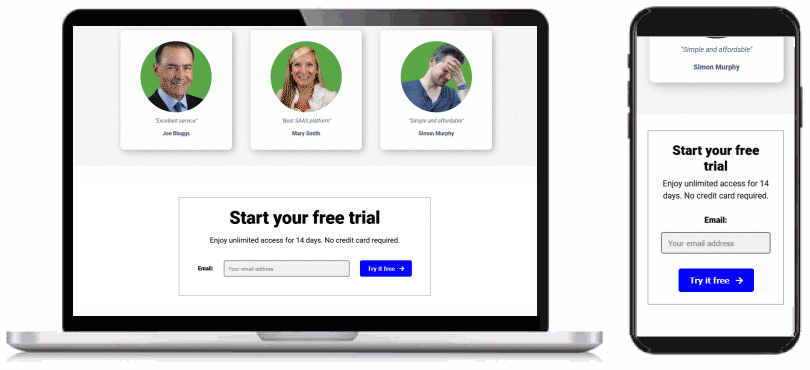 "Excellent service"
Joe Bloggs
"Best SAAS platform"
Mary Smith
"Simple and affordable"
Simon Murphy
Start your free trial
Enjoy unlimited access for 14 days. No credit card required.
Email:
Your email address
Try it free →
"Simple and affordable"
Simon Murphy
Start your free
trial
Enjoy unlimited access for 14
days. No credit card required.
Email:
Your email address
Try it free →